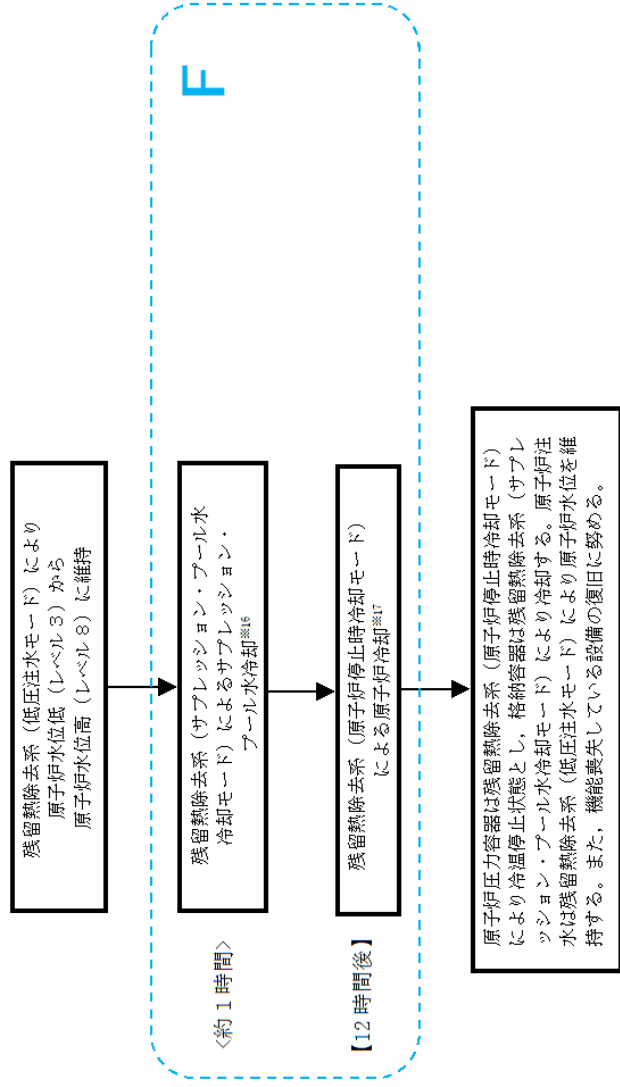 残留熱除去系（低圧注水モード）により
原子炉水位低（レベル３）から
原子炉水位高（レベル８）に維持
F
<約１時間>
残留熱除去系（サプレッション・プール水
冷却モード）によるサプレッション・
プール水冷却※16
【12時間後】
残留熱除去系（原子炉停止時冷却モード）
による原子炉冷却※17
原子炉圧力容器は残留熱除去系（原子炉停止時冷却モード）
により冷温停止状態とし，格納容器は残留熱除去系（サプレ
ッション・プール水冷却モード）により冷却する。原子炉注
水は残留熱除去系（低圧注水モード）により原子炉水位を維
持する。また，機能喪失している設備の復旧に努める。